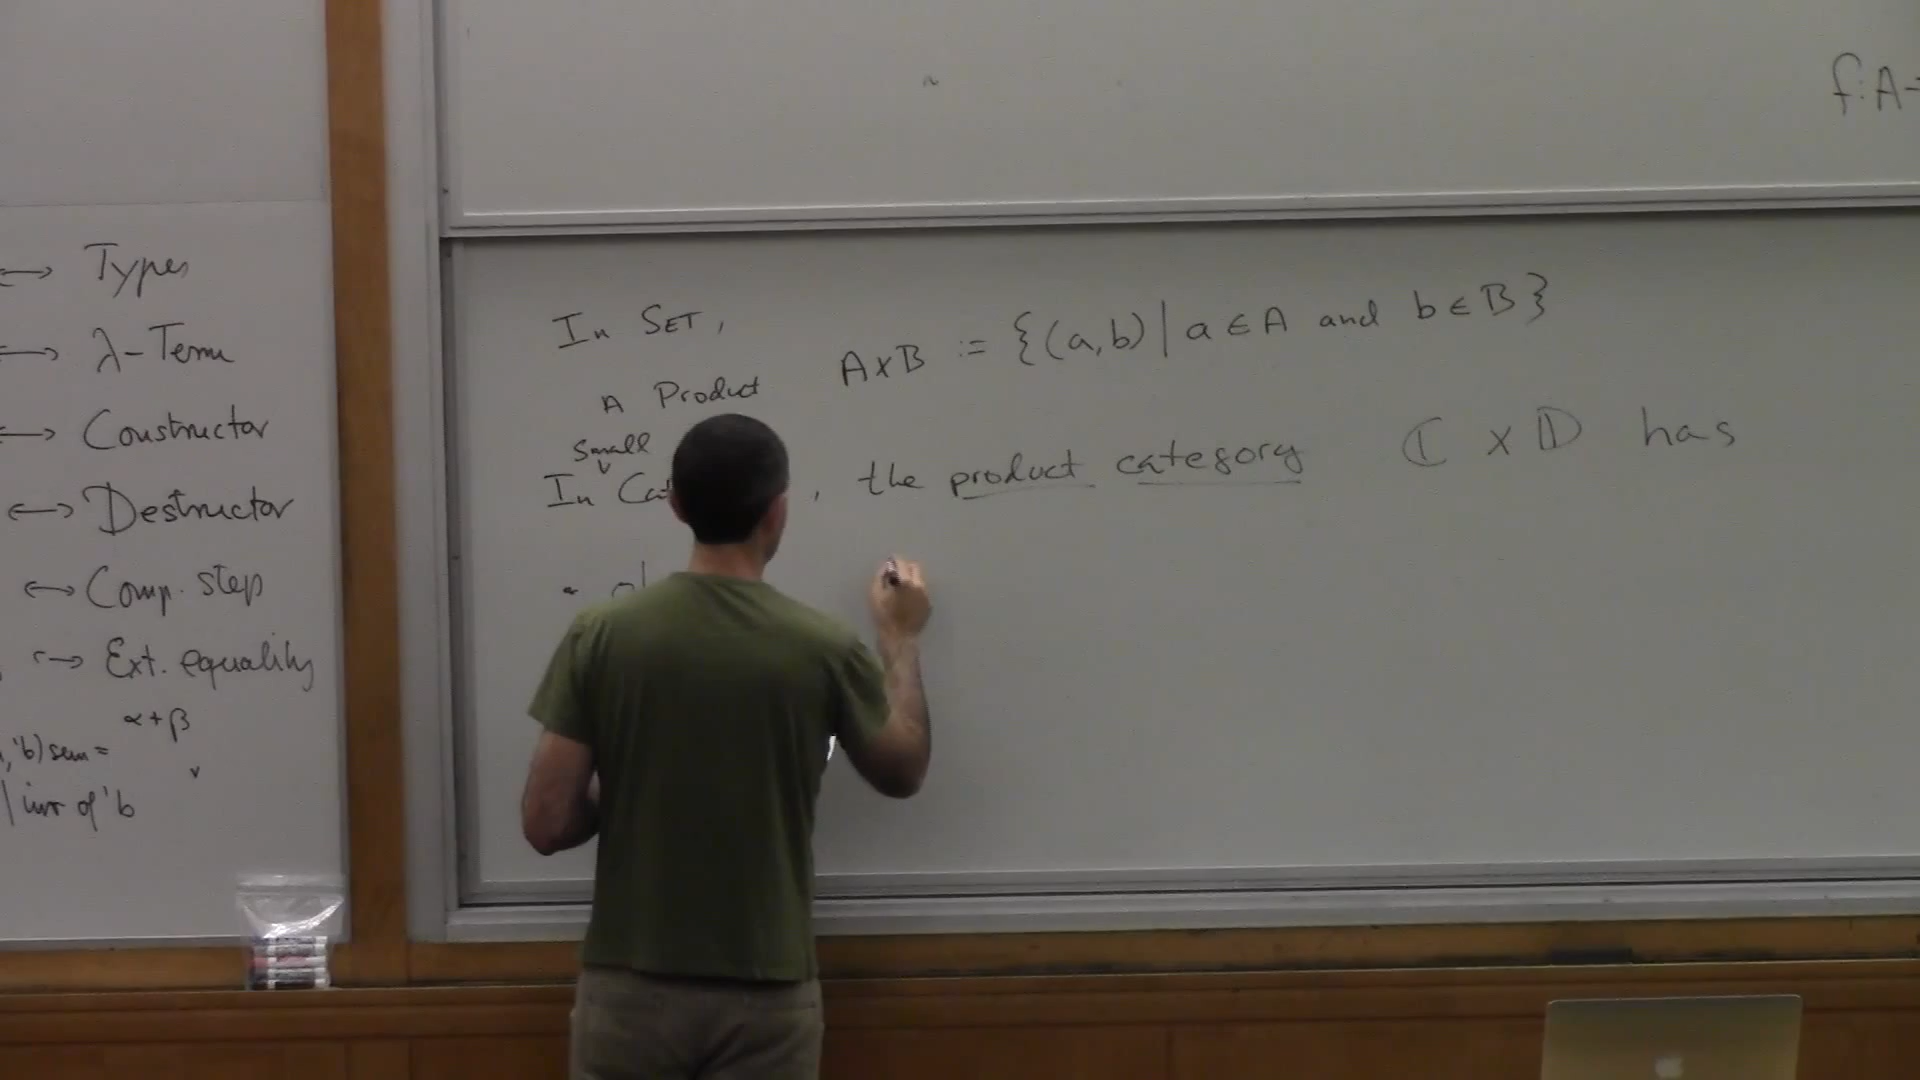 f: A
↔ Types
↔ λ-Term
↔ Constructor
↔ Destructor
↔ Comp. step
↔ Ext. equality
α+β
'b) sum =
| inr of 'b
In SET,
A×B := {(a,b) | a ∈ A and b ∈ B}
A Product
Small
In Cat , the product category ℂ × 𝔻 has